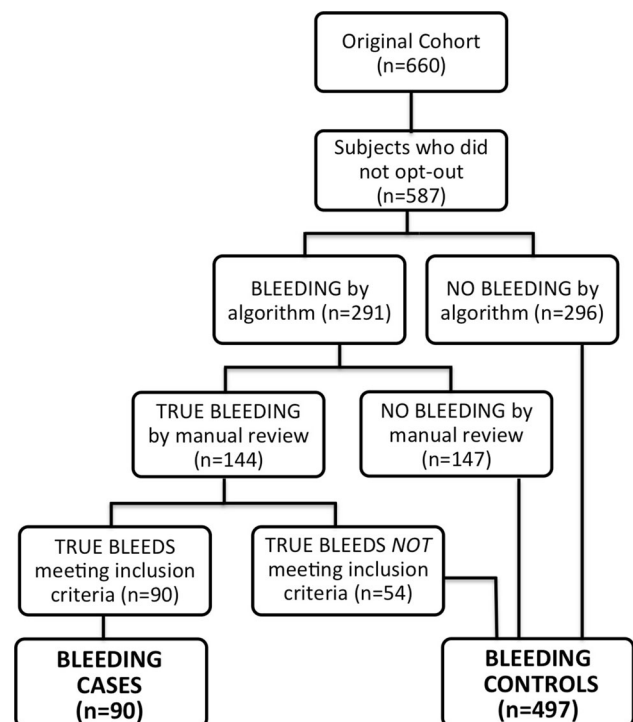 Original Cohort
(n=660)
Subjects who did
not opt-out
(n=587)
BLEEDING by
algorithm (n=291)
NO BLEEDING by
algorithm (n=296)
TRUE BLEEDING
by manual review
(n=144)
NO BLEEDING by
manual review
(n=147)
TRUE BLEEDS
meeting inclusion
criteria (n=90)
TRUE BLEEDS NOT
meeting inclusion
criteria (n=54)
BLEEDING
CASES
(n=90)
BLEEDING
CONTROLS
(n=497)